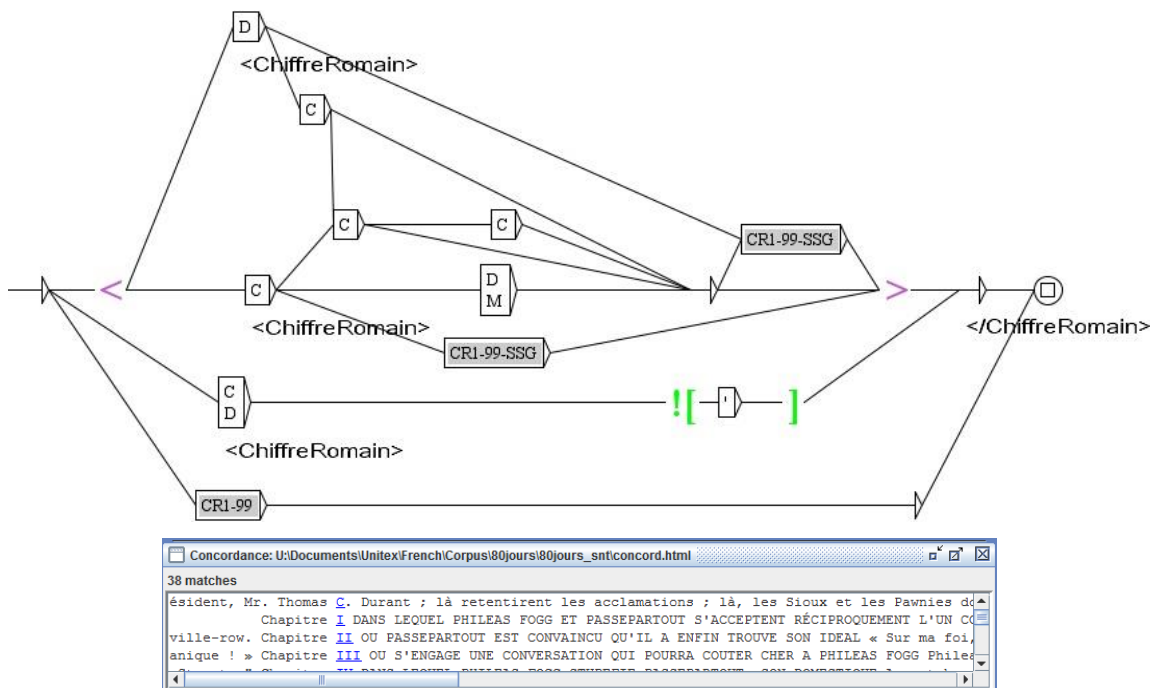 D
<ChiffreRomain>
C
C
C
CR1-99-SSG
<
C
D
M
>
<ChiffreRomain>
</ChiffreRomain>
CR1-99-SSG
C
D
![
'
]
<ChiffreRomain>
CR1-99
Concordance: U:\Documents\Unitex\French\Corpus\80jours\80jours_snt\concord.html
38 matches
ésident, Mr. Thomas C. Durant ; là retentirent les acclamations ; là, les Sioux et les Pawnies do
Chapitre I DANS LEQUEL PHILEAS FOGG ET PASSEPARTOUT S'ACCEPTENT RÉCIPROQUEMENT L'UN CO
ville-row. Chapitre II OU PASSEPARTOUT EST CONVAINCU QU'IL A ENFIN TROUVE SON IDEAL « Sur ma foi,
anique ! » Chapitre III OU S'ENGAGE UNE CONVERSATION QUI POURRA COUTER CHER A PHILEAS FOGG Philea